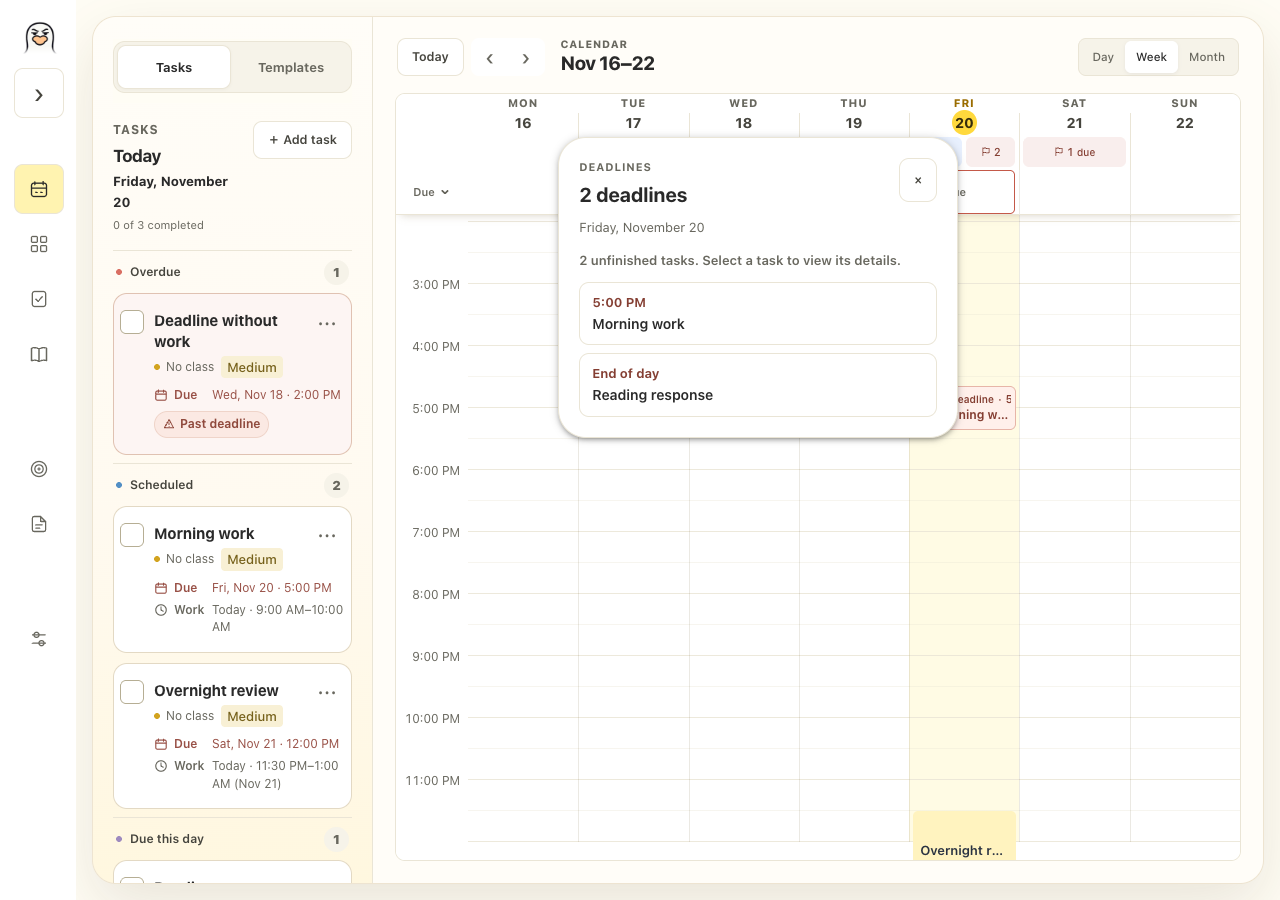 Tasks
Templates
TASKS
Today
Friday, November
20
0 of 3 completed
+ Add task
Overdue
1
Deadline without
work
No class
Medium
Due
Wed, Nov 18 · 2:00 PM
Past deadline
Scheduled
2
Morning work
No class
Medium
Due
Fri, Nov 20 · 5:00 PM
Work
Today · 9:00 AM–10:00
AM
Overnight review
No class
Medium
Due
Sat, Nov 21 · 12:00 PM
Work
Today · 11:30 PM–1:00
AM (Nov 21)
Due this day
1
Today
CALENDAR
Nov 16–22
Day
Week
Month
MON
16
TUE
17
WED
18
THU
19
FRI
20
SAT
21
SUN
22
2
1 due
Due
DEADLINES
2 deadlines
Friday, November 20
2 unfinished tasks. Select a task to view its details.
5:00 PM
Morning work
End of day
Reading response
eadline · 5
ning w...
3:00 PM
4:00 PM
5:00 PM
6:00 PM
7:00 PM
8:00 PM
9:00 PM
10:00 PM
11:00 PM
Overnight r...